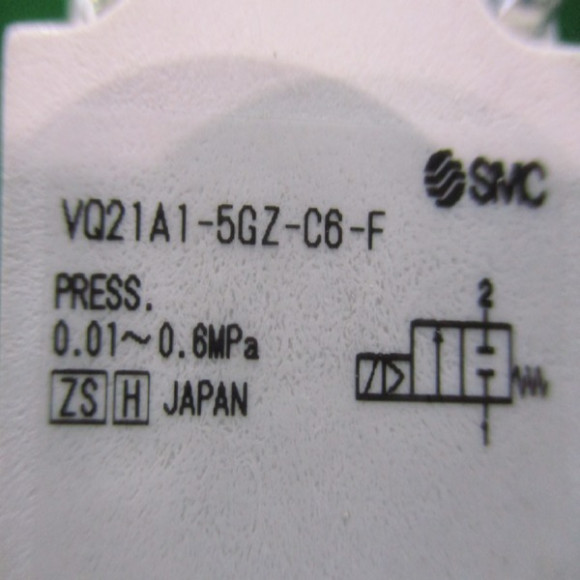 SMC
VQ21A1-5GZ-C6-F
PRESS.
0.01～0.6MPa
ZS H JAPAN
2
1